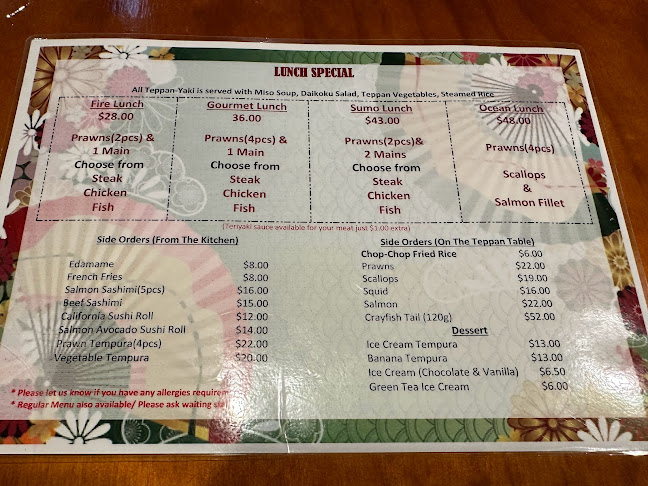 LUNCH SPECIAL
All Teppan-Yaki is served with Miso Soup, Daikoku Salad, Teppan Vegetables, Steamed Rice
Fire Lunch
$28.00
Prawns(2pcs) &
1 Main
Choose from
Steak
Chicken
Fish
Gourmet Lunch
36.00
Prawns(4pcs) &
1 Main
Choose from
Steak
Chicken
Fish
Sumo Lunch
$43.00
Prawns(2pcs)&
2 Mains
Choose from
Steak
Chicken
Fish
Ocean Lunch
$48.00
Prawns(4pcs)
Scallops
&
Salmon Fillet
(Teriyaki sauce available for your meat just $1.00 extra)
Side Orders (From The Kitchen)
Edamame $8.00
French Fries $8.00
Salmon Sashimi(5pcs) $16.00
Beef Sashimi $15.00
California Sushi Roll $12.00
Salmon Avocado Sushi Roll $14.00
Prawn Tempura(4pcs) $22.00
Vegetable Tempura $20.00
Side Orders (On The Teppan Table)
Chop-Chop Fried Rice $6.00
Prawns $22.00
Scallops $19.00
Squid $16.00
Salmon $22.00
Crayfish Tail (120g) $52.00
Dessert
Ice Cream Tempura $13.00
Banana Tempura $13.00
Ice Cream (Chocolate & Vanilla) $6.50
Green Tea Ice Cream $6.00
* Please let us know if you have any allergies requirem
* Regular Menu also available/ Please ask waiting sta